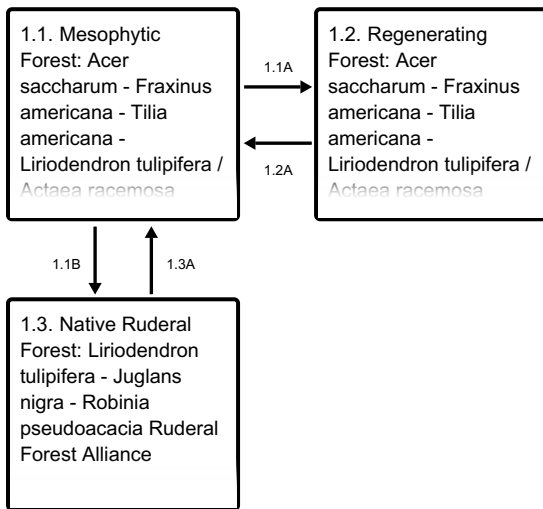 1.1. Mesophytic
Forest: Acer
saccharum - Fraxinus
americana - Tilia
americana -
Liriodendron tulipifera /
Actaea racemosa
1.1A
1.2A
1.2. Regenerating
Forest: Acer
saccharum - Fraxinus
americana - Tilia
americana -
Liriodendron tulipifera /
Actaea racemosa
1.1B
1.3A
1.3. Native Ruderal
Forest: Liriodendron
tulipifera - Juglans
nigra - Robinia
pseudoacacia Ruderal
Forest Alliance